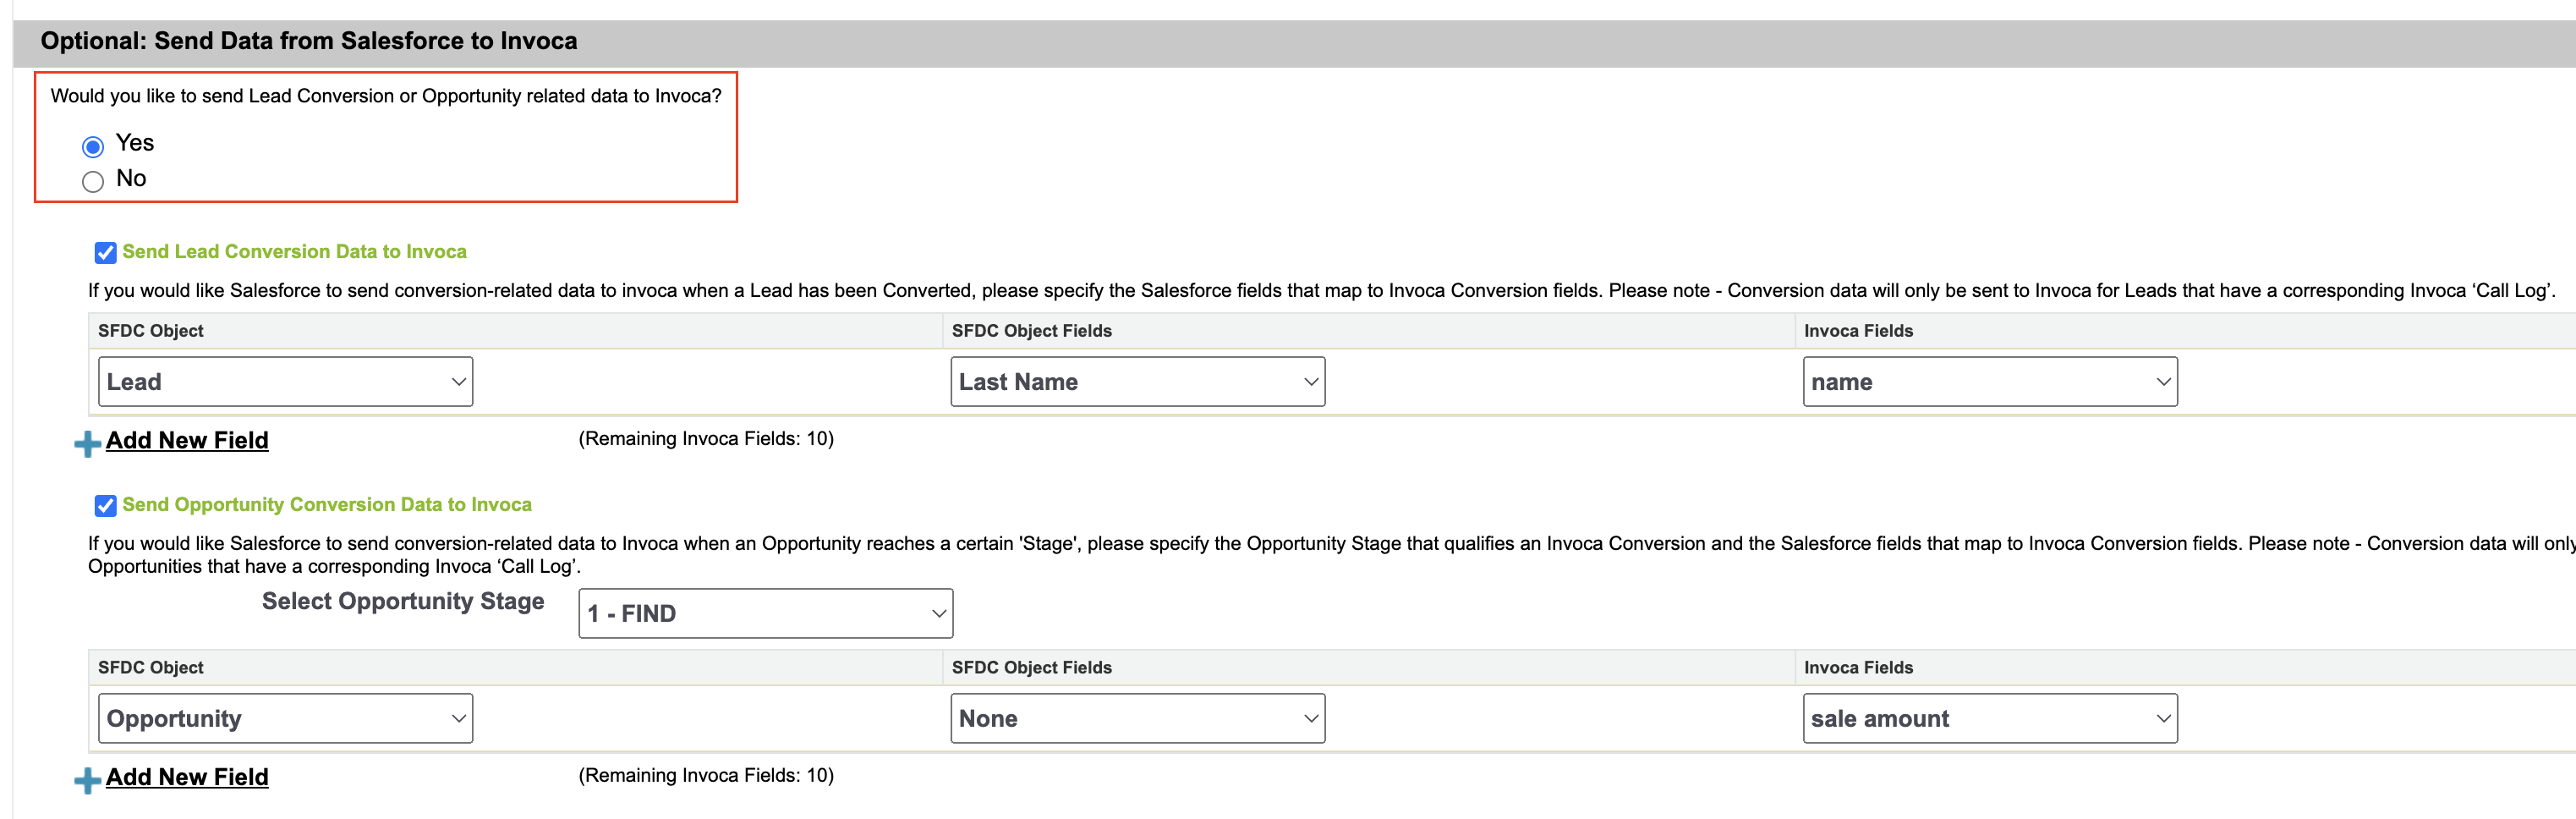 Optional: Send Data from Salesforce to Invoca
Would you like to send Lead Conversion or Opportunity related data to Invoca?
Yes
No
Send Lead Conversion Data to Invoca
If you would like Salesforce to send conversion-related data to invoca when a Lead has been Converted, please specify the Salesforce fields that map to Invoca Conversion fields. Please note - Conversion data will only be sent to Invoca for Leads that have a corresponding Invoca ‘Call Log’.
SFDC Object SFDC Object Fields Invoca Fields
Lead Last Name name
Add New Field (Remaining Invoca Fields: 10)
Send Opportunity Conversion Data to Invoca
If you would like Salesforce to send conversion-related data to Invoca when an Opportunity reaches a certain 'Stage', please specify the Opportunity Stage that qualifies an Invoca Conversion and the Salesforce fields that map to Invoca Conversion fields. Please note - Conversion data will only
Opportunities that have a corresponding Invoca ‘Call Log’.
Select Opportunity Stage 1 - FIND
SFDC Object SFDC Object Fields Invoca Fields
Opportunity None sale amount
Add New Field (Remaining Invoca Fields: 10)